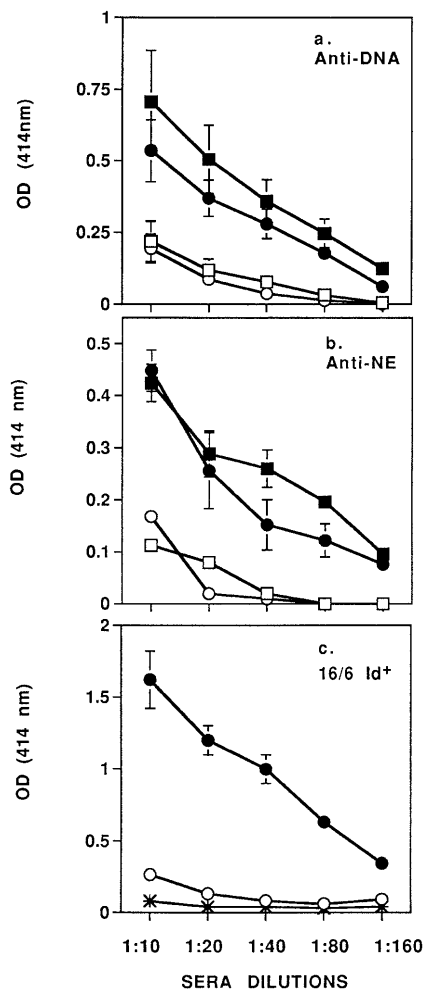 1
0.75
0.5
0.25
0
OD (414nm)
a.
Anti-DNA
0.5
0.4
0.3
0.2
0.1
0
OD (414 nm)
b.
Anti-NE
2
1.5
1
0.5
0
OD (414 nm)
c.
16/6 Id+
1:10 1:20 1:40 1:80 1:160
SERA DILUTIONS